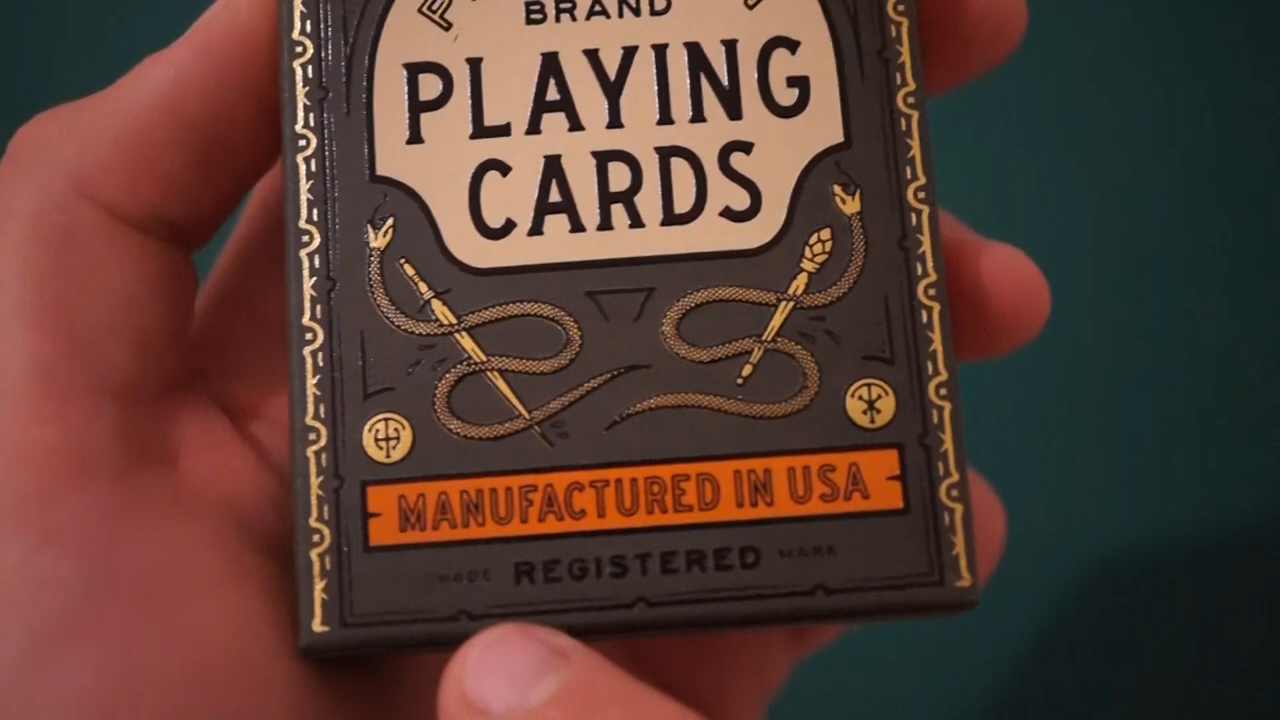 BRAND
PLAYING
CARDS
MANUFACTURED IN USA
TRADE REGISTERED MARK